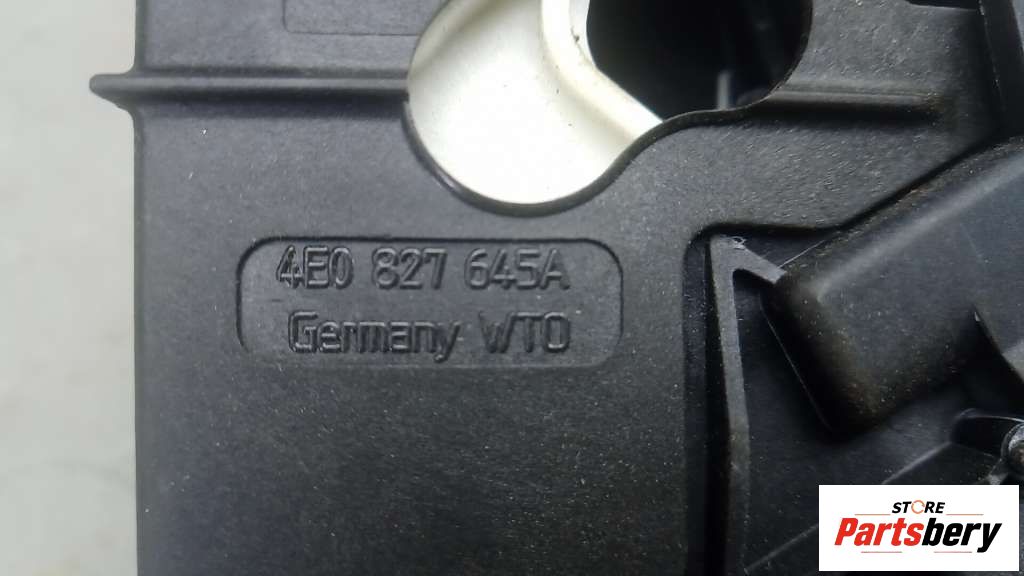 4E0 827 645A
Germany WTO
STORE
Partsbery